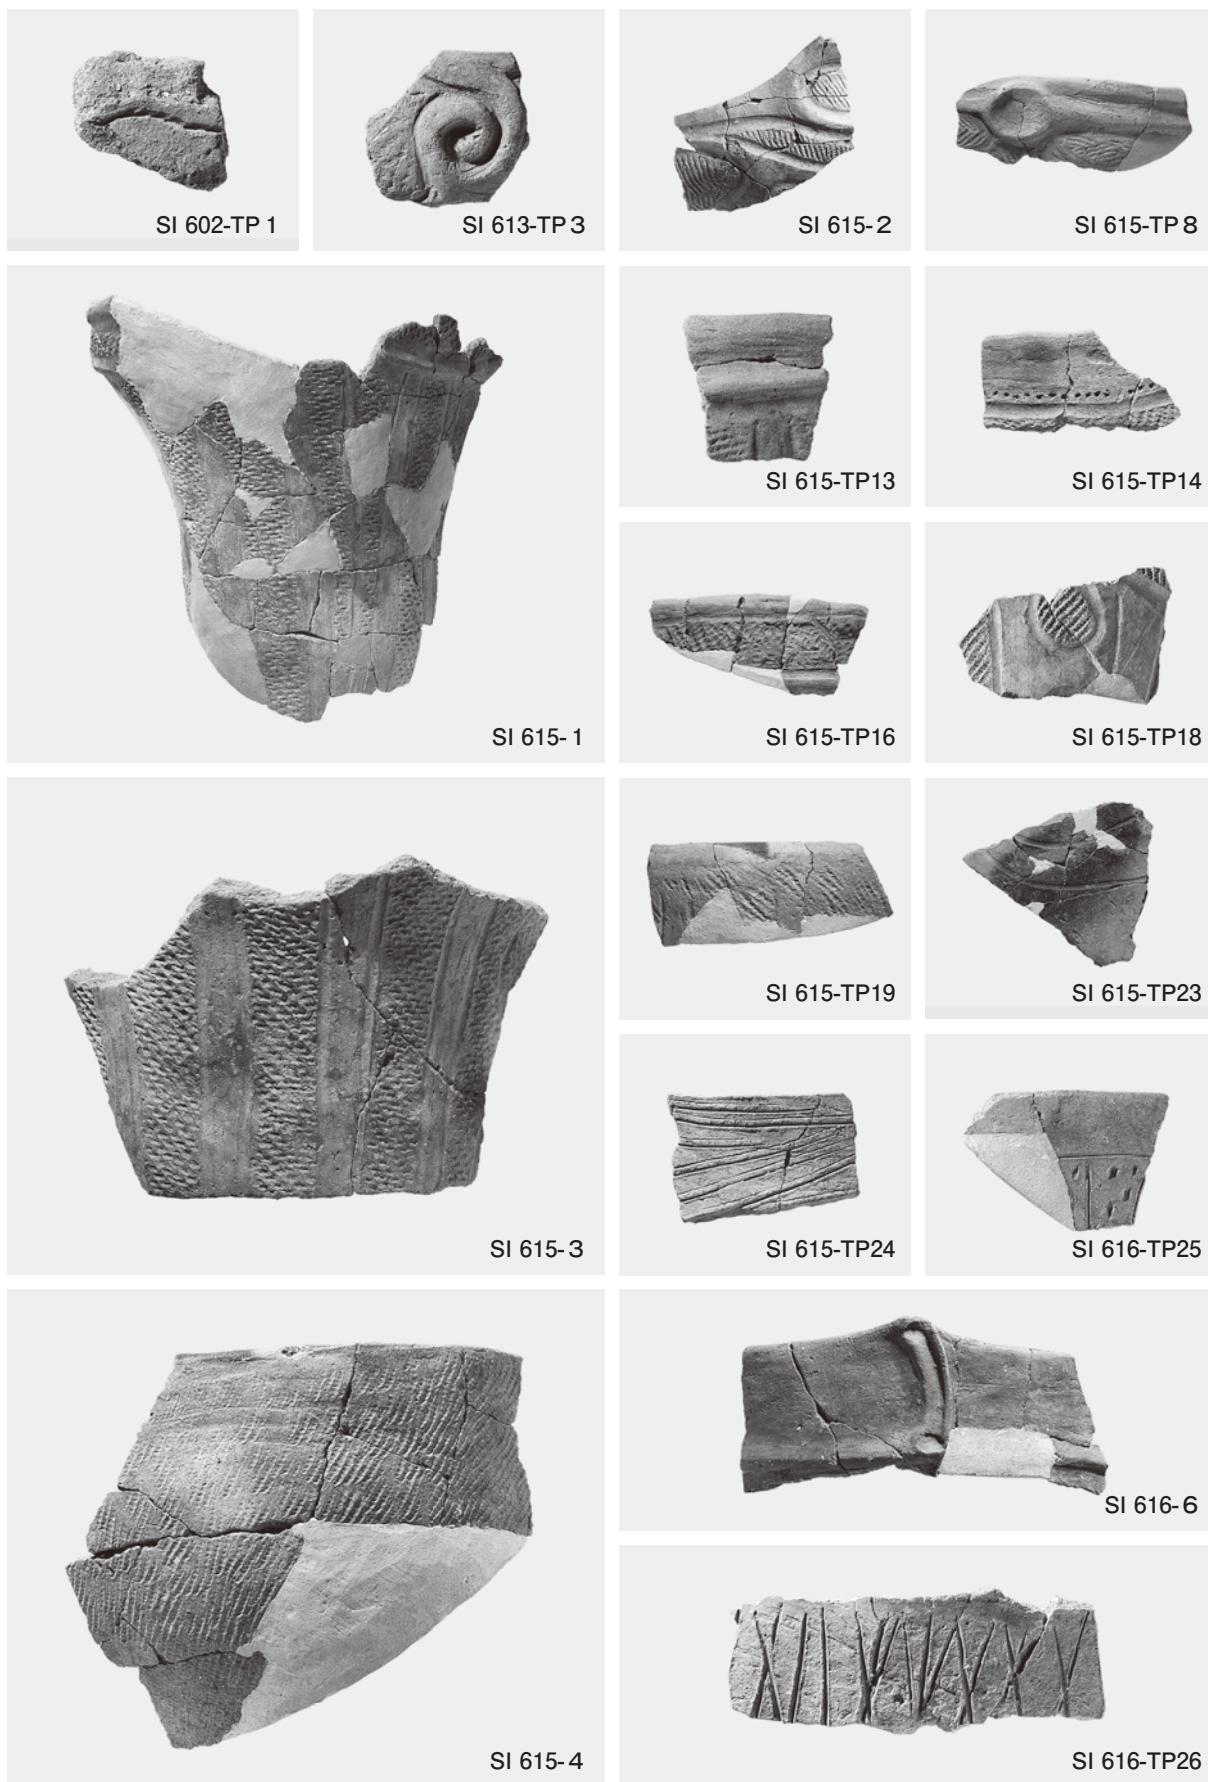 SI 602-TP 1
SI 613-TP 3
SI 615-2
SI 615-TP 8
SI 615-1
SI 615-TP13
SI 615-TP14
SI 615-TP16
SI 615-TP18
SI 615-3
SI 615-TP19
SI 615-TP23
SI 615-TP24
SI 616-TP25
SI 615-4
SI 616-6
SI 616-TP26